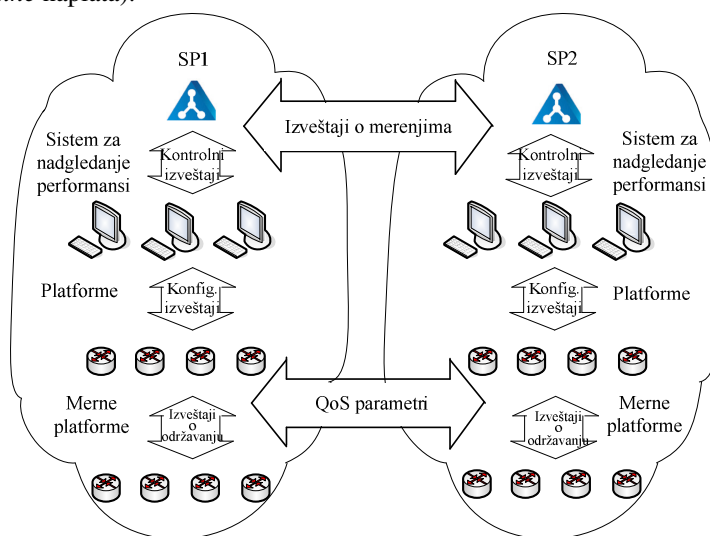 SP1
SP2
Izveštaji o merenjima
Sistem za
nadgledanje
performansi
Kontrolni
izveštaji
Kontrolni
izveštaji
Sistem za
nadgledanje
performansi
Platforme
Konfig.
izveštaji
Konfig.
izveštaji
Platforme
QoS parametri
Merne
platforme
Izveštaji
o
održavanju
Izveštaji
o
održavanju
Merne
platforme